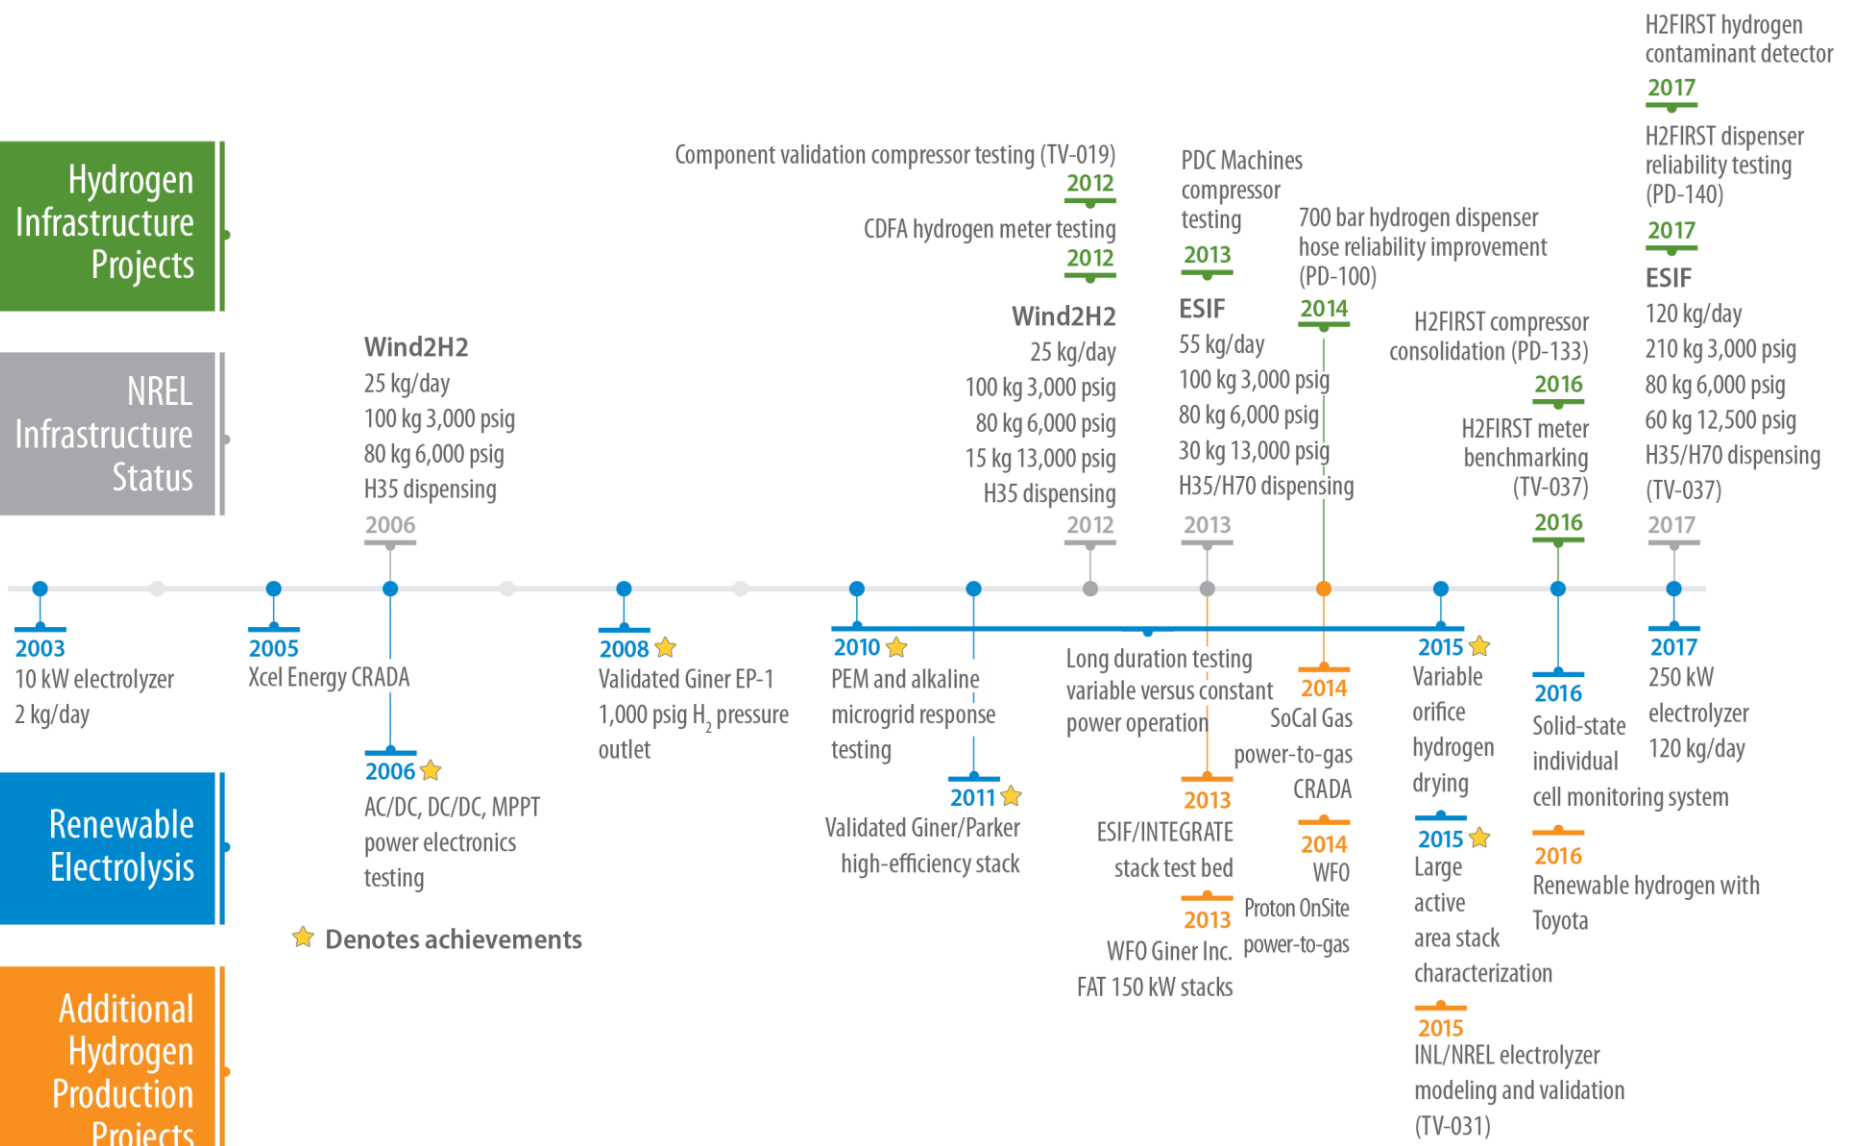 Hydrogen
Infrastructure
Projects
NREL
Infrastructure
Status
Renewable
Electrolysis
Additional
Hydrogen
Production
Projects
Component validation compressor testing (TV-019)
2012
CDFA hydrogen meter testing
2012
PDC Machines
compressor
testing
2013
700 bar hydrogen dispenser
hose reliability improvement
(PD-100)
2014
H2FIRST compressor
consolidation (PD-133)
2016
H2FIRST meter
benchmarking
(TV-037)
2016
H2FIRST hydrogen
contaminant detector
2017
H2FIRST dispenser
reliability testing
(PD-140)
2017
Wind2H2
25 kg/day
100 kg 3,000 psig
80 kg 6,000 psig
H35 dispensing
2006
Wind2H2
25 kg/day
100 kg 3,000 psig
80 kg 6,000 psig
15 kg 13,000 psig
H35 dispensing
2012
ESIF
55 kg/day
100 kg 3,000 psig
80 kg 6,000 psig
30 kg 13,000 psig
H35/H70 dispensing
2013
ESIF
120 kg/day
210 kg 3,000 psig
80 kg 6,000 psig
60 kg 12,500 psig
H35/H70 dispensing
(TV-037)
2017
2003
10 kW electrolyzer
2 kg/day
2005
Xcel Energy CRADA
2006
AC/DC, DC/DC, MPPT
power electronics
testing
2008
Validated Giner EP-1
1,000 psig H₂ pressure
outlet
2010
PEM and alkaline
microgrid response
testing
2011
Validated Giner/Parker
high-efficiency stack
Long duration testing
variable versus constant
power operation
2013
ESIF/INTEGRATE
stack test bed
2013
WFO Giner Inc.
FAT 150 kW stacks
2014
SoCal Gas
power-to-gas
CRADA
2014
WFO
Proton OnSite
power-to-gas
2015
Variable
orifice
hydrogen
drying
2015
Large
active
area stack
characterization
2015
INL/NREL electrolyzer
modeling and validation
(TV-031)
2016
Solid-state
individual
cell monitoring system
2016
Renewable hydrogen with
Toyota
2017
250 kW
electrolyzer
120 kg/day
Denotes achievements